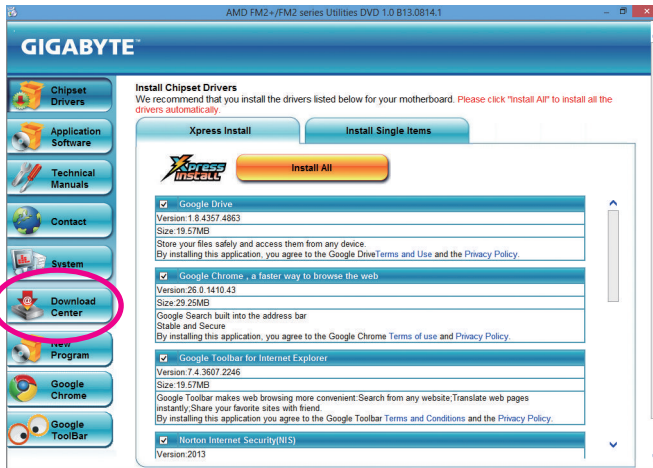 AMD FM2+/FM2 series Utilities DVD 1.0 B13.0814.1
GIGABYTE™
Chipset
Drivers
Application
Software
Technical
Manuals
Contact
System
Download
Center
New
Program
Google
Chrome
Google
ToolBar
Install Chipset Drivers
We recommend that you install the drivers listed below for your motherboard. Please click "Install All" to install all the
drivers automatically.
Xpress Install
Install Single Items
Xpress
Install
Install All
Google Drive
Version:1.8.4357.4863
Size:19.57MB
Store your files safely and access them from any device.
By installing this application, you agree to the Google DriveTerms and Use and the Privacy Policy.
Google Chrome , a faster way to browse the web
Version:26.0.1410.43
Size:29.25MB
Google Search built into the address bar
Stable and Secure
By installing this application, you agree to the Google Chrome Terms of use and Privacy Policy.
Google Toolbar for Internet Explorer
Version:7.4.3607.2246
Size:19.57MB
Google Toolbar makes web browsing more convenient:Search from any website;Translate web pages
instantly;Share your favorite sites with friend.
By installing this application you agree to the Google Toolbar Terms and Conditions and the Privacy Policy.
Norton Internet Security(NIS)
Version:2013